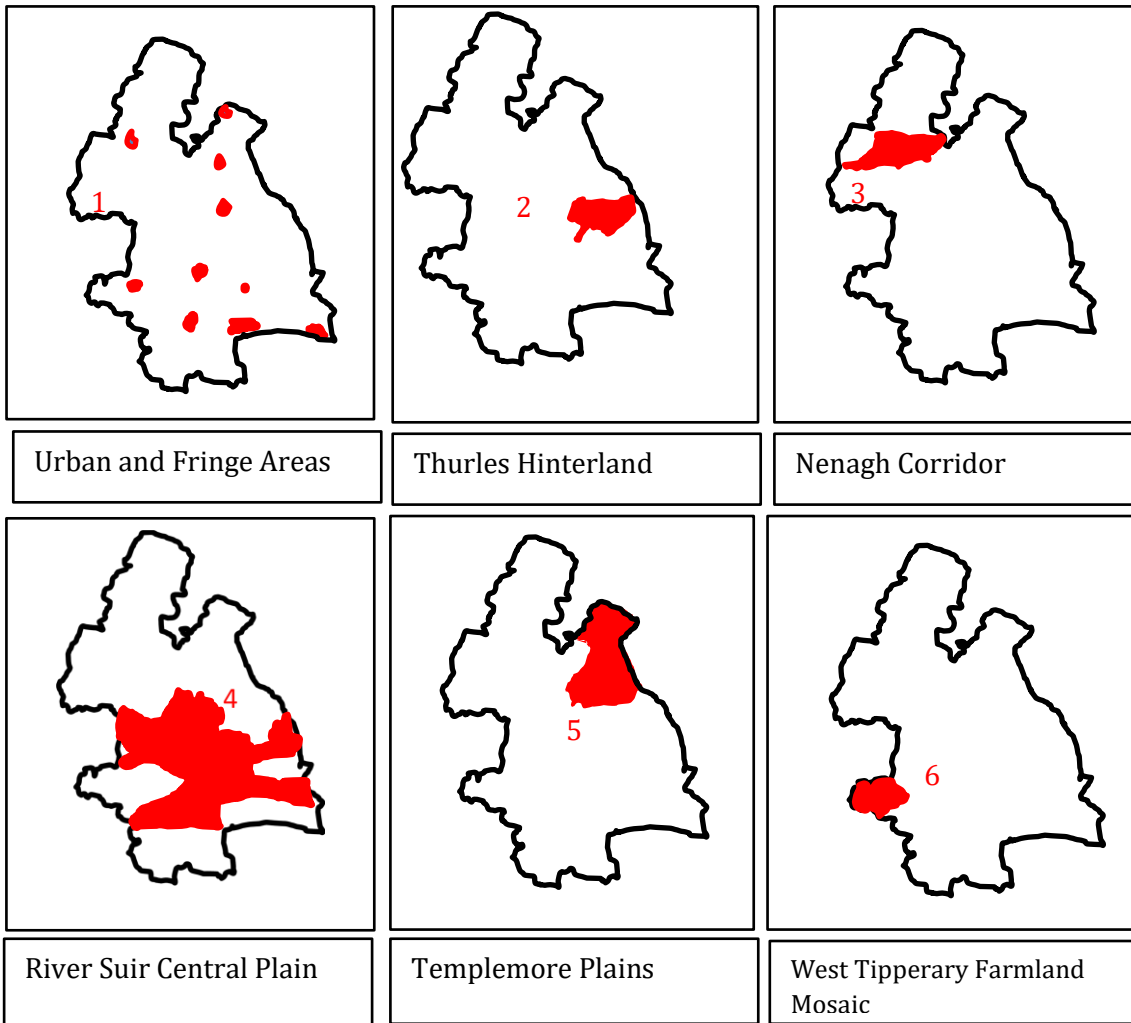 1
2
3
Urban and Fringe Areas
Thurles Hinterland
Nenagh Corridor
4
5
6
River Suir Central Plain
Templemore Plains
West Tipperary Farmland
Mosaic